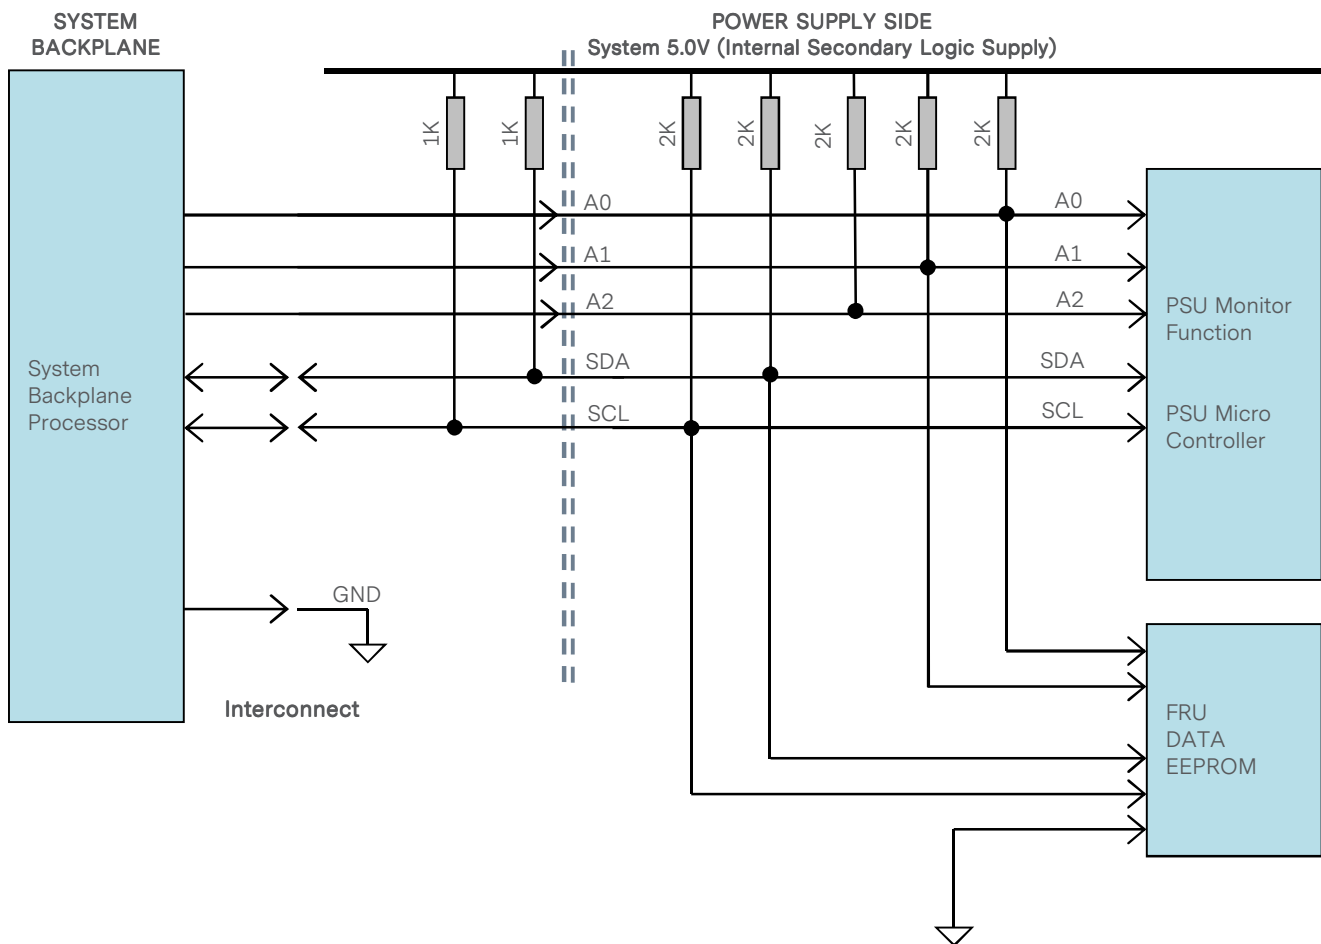 SYSTEM
BACKPLANE
POWER SUPPLY SIDE
System 5.0V (Internal Secondary Logic Supply)
1K
1K
2K
2K
2K
2K
2K
A0
A0
A1
A1
A2
A2
SDA
SDA
SCL
SCL
System
Backplane
Processor
PSU Monitor
Function
PSU Micro
Controller
GND
Interconnect
FRU
DATA
EEPROM